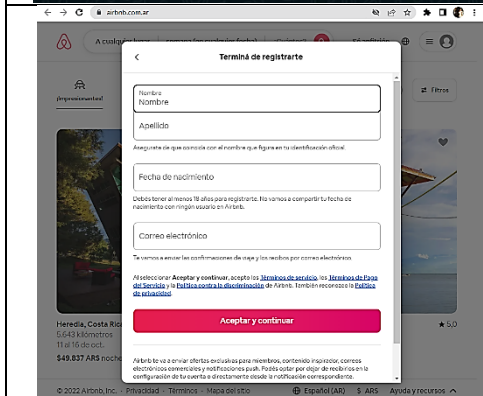 airbnb.com.ar
A cualquier lugar
semana
Filtros
¡Impresionantes!
Terminá de registrarte
Nombre
Nombre
Apellido
Asegurate de que coincida con el nombre que figura en tu identificación oficial.
Fecha de nacimiento
Debés tener al menos 18 años para registrarte. No vamos a compartir tu fecha de
nacimiento con ningún usuario en Airbnb.
Correo electrónico
Te vamos a enviar las confirmaciones de viaje y los recibos por correo electrónico.
Al seleccionar Aceptar y continuar, acepto los Términos de servicio, los Términos de Pago
del Servicio y la Política contra la discriminación de Airbnb. También reconozco la Política
de privacidad.
Aceptar y continuar
Airbnb te va a enviar ofertas exclusivas para miembros, contenido inspirador, correos
electrónicos comerciales y notificaciones push. Podés optar por dejar de recibirlos en la
configuración de tu cuenta o directamente desde la notificación correspondiente.
Heredia, Costa Rica
5.643 kilómetros
11 al 16 de oct.
$49.837 ARS noche
5,0
© 2022 Airbnb, Inc. · Privacidad · Términos · Mapa del sitio
Español (AR) $ ARS Ayuda y recursos